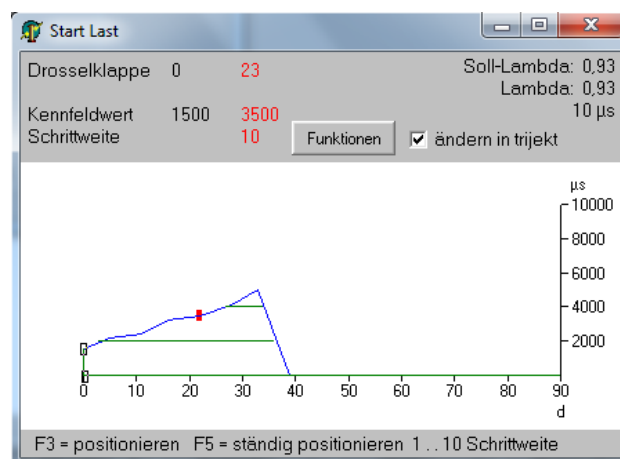 Start Last
Drosselklappe 0 23 Soll-Lambda: 0,93
Lambda: 0,93
Kennfeldwert 1500 3500 10 µs
Schrittweite 10 Funktionen ändern in trijekt
µs
10000
8000
6000
4000
2000
0 10 20 30 40 50 60 70 80 90
d
F3 = positionieren F5 = ständig positionieren 1 . . 10 Schrittweite